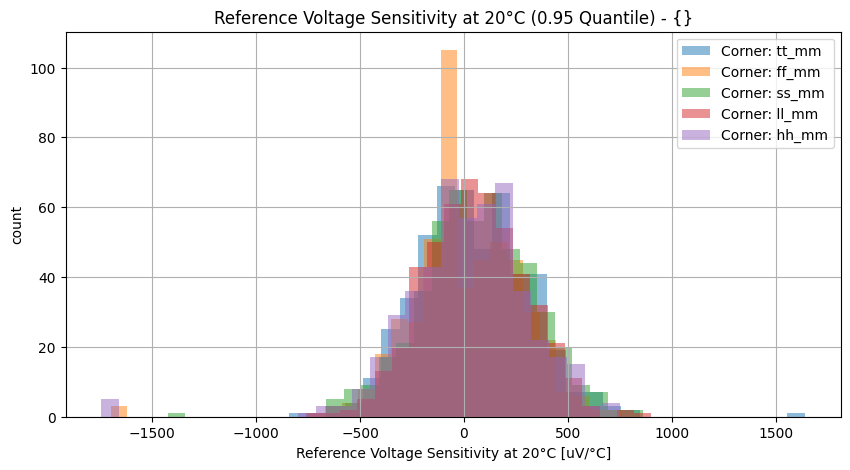 Reference Voltage Sensitivity at 20°C (0.95 Quantile) - {}
Corner: tt_mm
Corner: ff_mm
Corner: ss_mm
Corner: ll_mm
Corner: hh_mm
count
100
80
60
40
20
0
−1500
−1000
−500
0
500
1000
1500
Reference Voltage Sensitivity at 20°C [uV/°C]